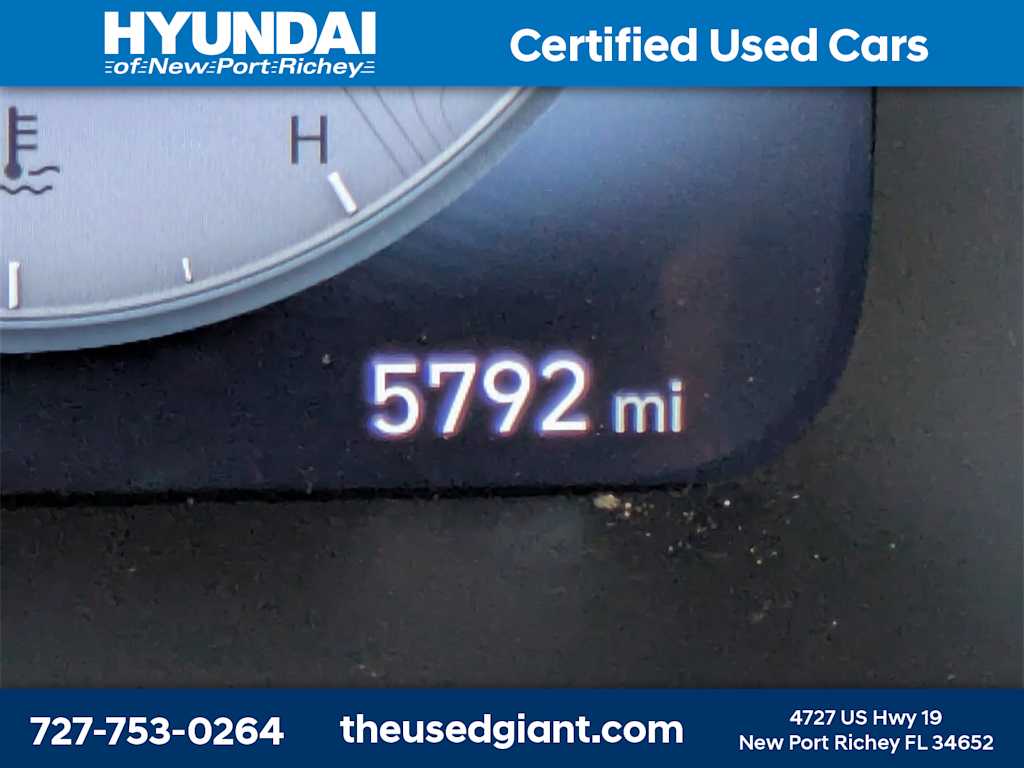 HYUNDAI
of New Port Richey
Certified Used Cars
H
5792 mi
727-753-0264
theusedgiant.com
4727 US Hwy 19
New Port Richey FL 34652